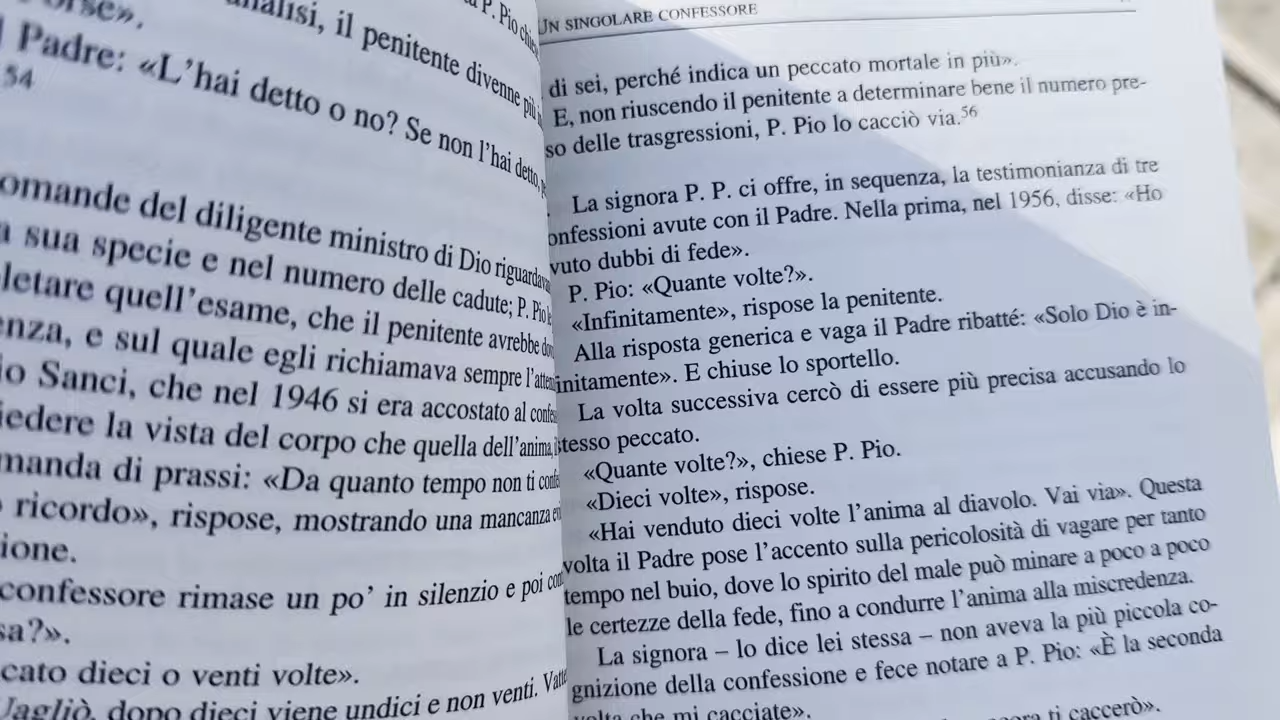 orse».
nalisi, il penitente divenne più
Padre: «L'hai detto o no? Se non l'hai detto,
54
omande del diligente ministro di Dio riguardava
a sua specie e nel numero delle cadute; P. Pio
letare quell'esame, che il penitente avrebbe
enza, e sul quale egli richiamava sempre l'atten
io Sanci, che nel 1946 si era accostato al confes
iedere la vista del corpo che quella dell'anima,
manda di prassi: «Da quanto tempo non ti confe
ricordo», rispose, mostrando una mancanza
ione.
confessore rimase un po' in silenzio e poi
sa?».
cato dieci o venti volte».
Vagliò, dopo dieci viene undici e non venti.
UN SINGOLARE CONFESSORE
di sei, perché indica un peccato mortale in più».
E, non riuscendo il penitente a determinare bene il numero pre-
so delle trasgressioni, P. Pio lo cacciò via.56
La signora P. P. ci offre, in sequenza, la testimonianza di tre
onfessioni avute con il Padre. Nella prima, nel 1956, disse: «Ho
vuto dubbi di fede».
P. Pio: «Quante volte?».
«Infinitamente», rispose la penitente.
Alla risposta generica e vaga il Padre ribatté: «Solo Dio è in-
initamente». E chiuse lo sportello.
La volta successiva cercò di essere più precisa accusando lo
stesso peccato.
«Quante volte?», chiese P. Pio.
«Dieci volte», rispose.
«Hai venduto dieci volte l'anima al diavolo. Vai via». Questa
volta il Padre pose l'accento sulla pericolosità di vagare per tanto
tempo nel buio, dove lo spirito del male può minare a poco a poco
le certezze della fede, fino a condurre l'anima alla miscredenza.
La signora – lo dice lei stessa – non aveva la più piccola co-
gnizione della confessione e fece notare a P. Pio: «È la seconda
volta che mi cacciate».
ora ti caccerò».